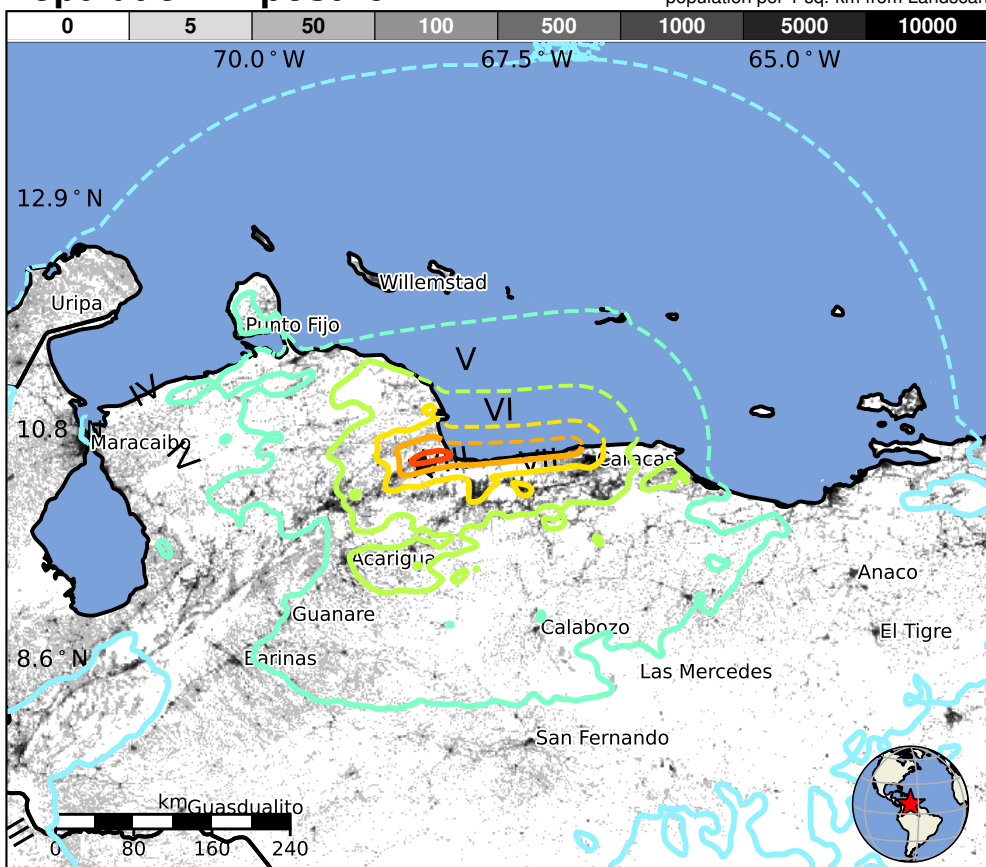 population per 1 sq. km from Landscan
0 5 50 100 500 1000 5000 10000
70.0°W 67.5°W 65.0°W
12.9°N
Willemstad
Uripa
Punto Fijo
V
IV
VI
10.8
Maracaibo
IV
VII
Caracas
Acarigua
Anaco
Guanare
Calabozo
El Tigre
8.6°N
Barinas
Las Mercedes
San Fernando
km
Guasdualito
0 80 160 240